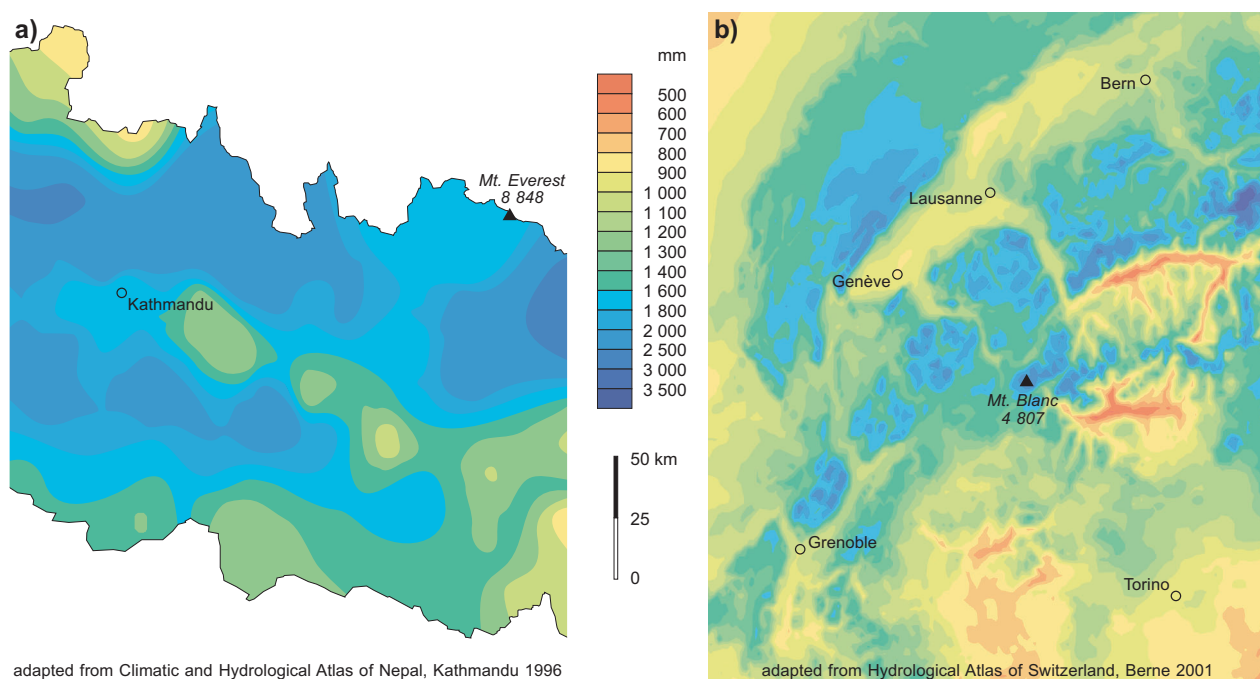 a)
Mt. Everest
8 848
Kathmandu
adapted from Climatic and Hydrological Atlas of Nepal, Kathmandu 1996
mm
500
600
700
800
900
1 000
1 100
1 200
1 300
1 400
1 600
1 800
2 000
2 500
3 000
3 500
50 km
25
0
b)
Bern
Lausanne
Genève
Mt. Blanc
4 807
Grenoble
Torino
adapted from Hydrological Atlas of Switzerland, Berne 2001